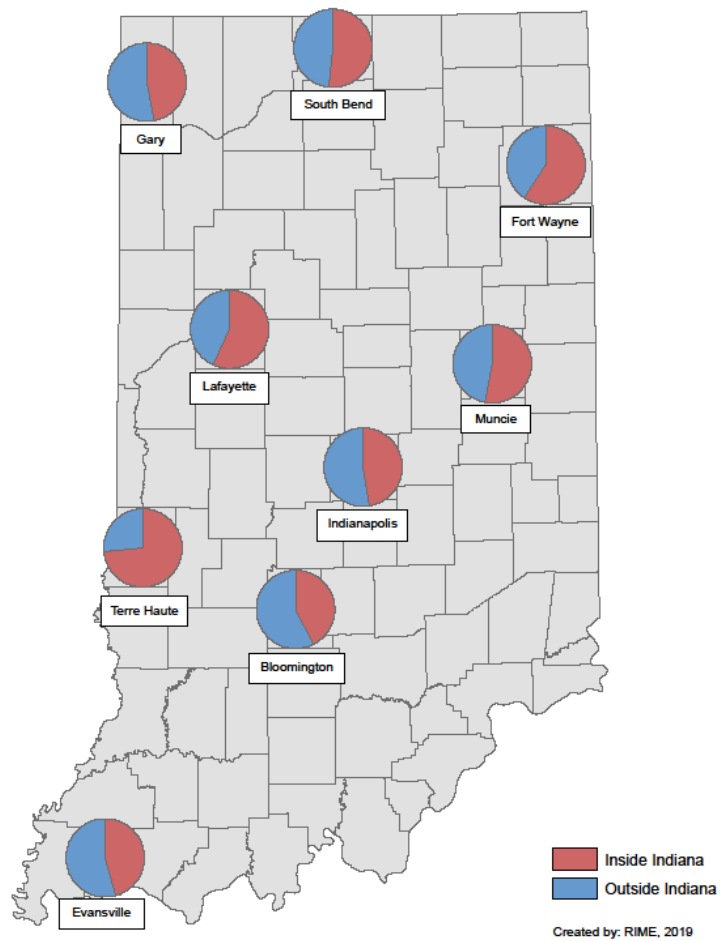 South Bend
Gary
Fort Wayne
Lafayette
Muncie
Indianapolis
Terre Haute
Bloomington
Evansville
Inside Indiana
Outside Indiana
Created by: RIME, 2019